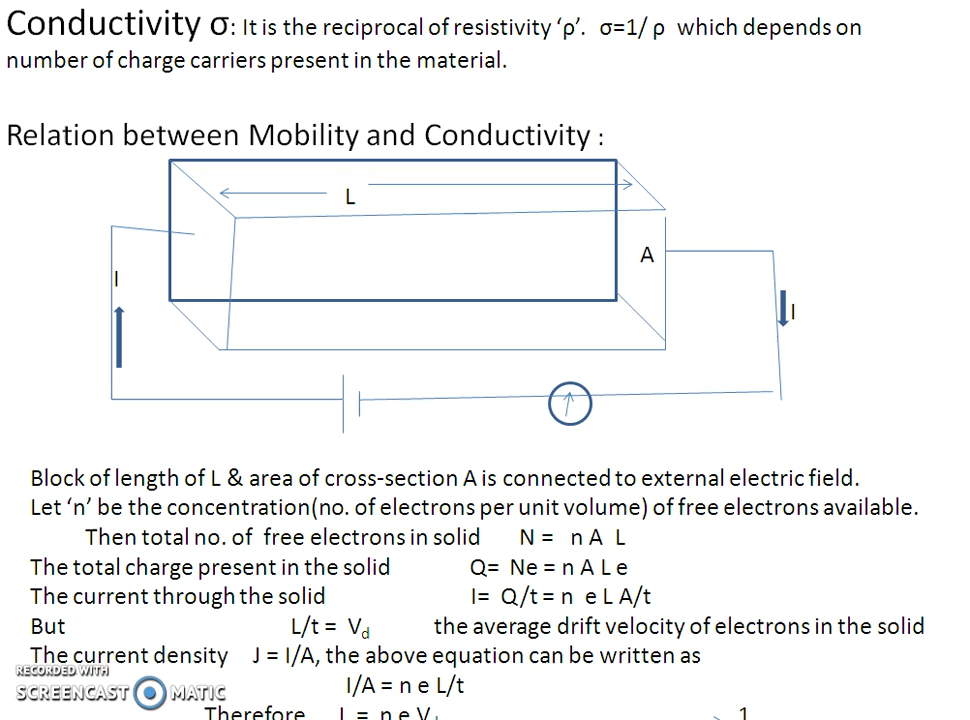 Conductivity σ: It is the reciprocal of resistivity ‘ρ’. σ=1/ ρ which depends on
number of charge carriers present in the material.
Relation between Mobility and Conductivity :
L
A
I
I
Block of length of L & area of cross-section A is connected to external electric field.
Let ‘n’ be the concentration(no. of electrons per unit volume) of free electrons available.
Then total no. of free electrons in solid N = n A L
The total charge present in the solid Q= Ne = n A L e
The current through the solid I= Q/t = n e L A/t
But L/t = Vd the average drift velocity of electrons in the solid
The current density J = I/A, the above equation can be written as
I/A = n e L/t
Therefore J = n e Vd 1
RECORDED WITH
SCREENCAST MATIC